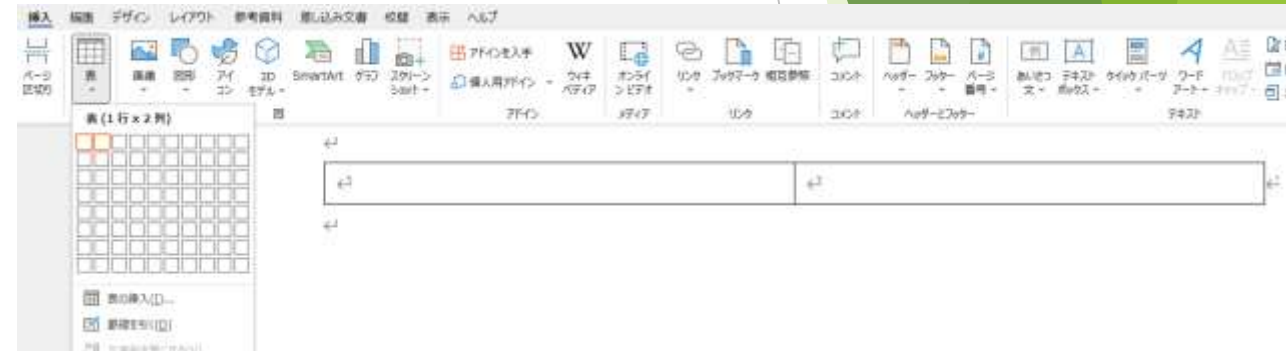 挿入 描画 デザイン レイアウト 参考資料 差し込み文書 校閲 表示 ヘルプ
アドインを入手
個人用アドイン
ページ区切り 表 画像 図形 アイコン 3Dモデル SmartArt グラフ スクリーンショット ウィキペディア オンラインビデオ リンク ブックマーク 相互参照 コメント ヘッダー フッター ページ番号 あいさつ文 テキストボックス クイック パーツ ワードアート
図 アドイン メディア リンク コメント ヘッダーとフッター テキスト
表 (1 行 x 2 列)
表の挿入(I)...
罫線を引く(D)